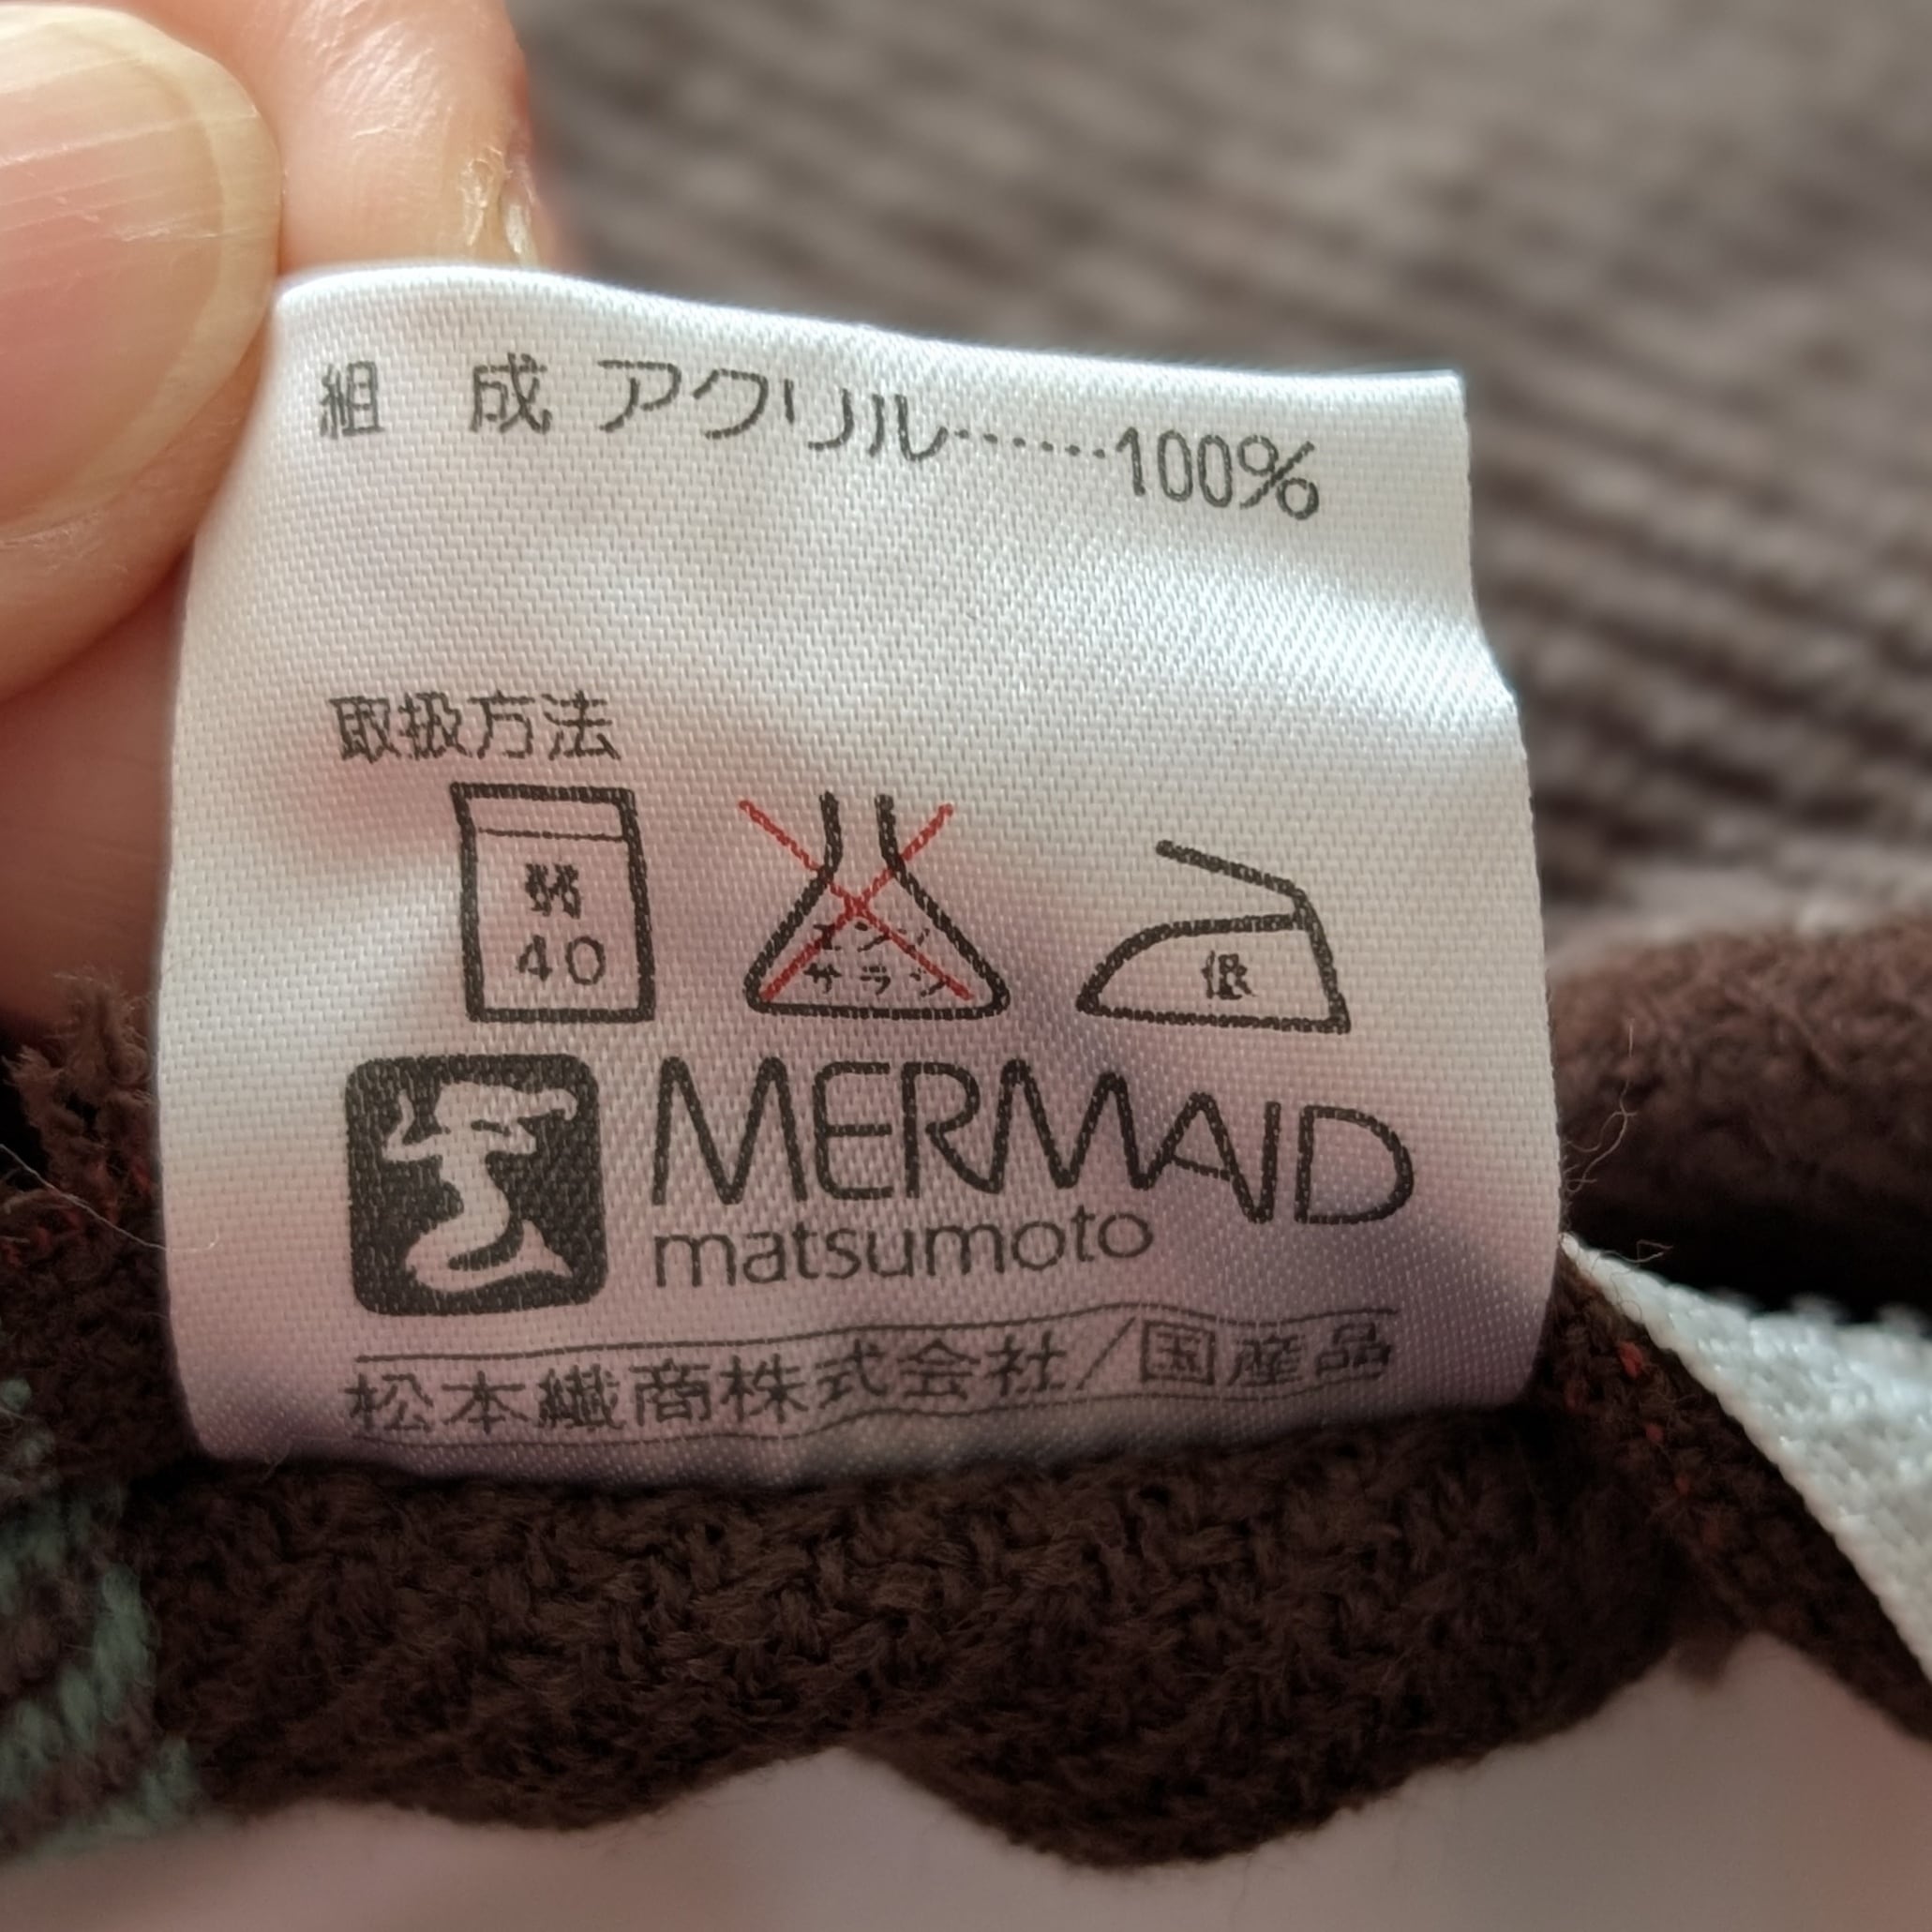 組 成 アクリル……100%
取扱方法
弱
40
エンソ
サラシ
低
MERMAID
matsumoto
松本繊商株式会社/国産品